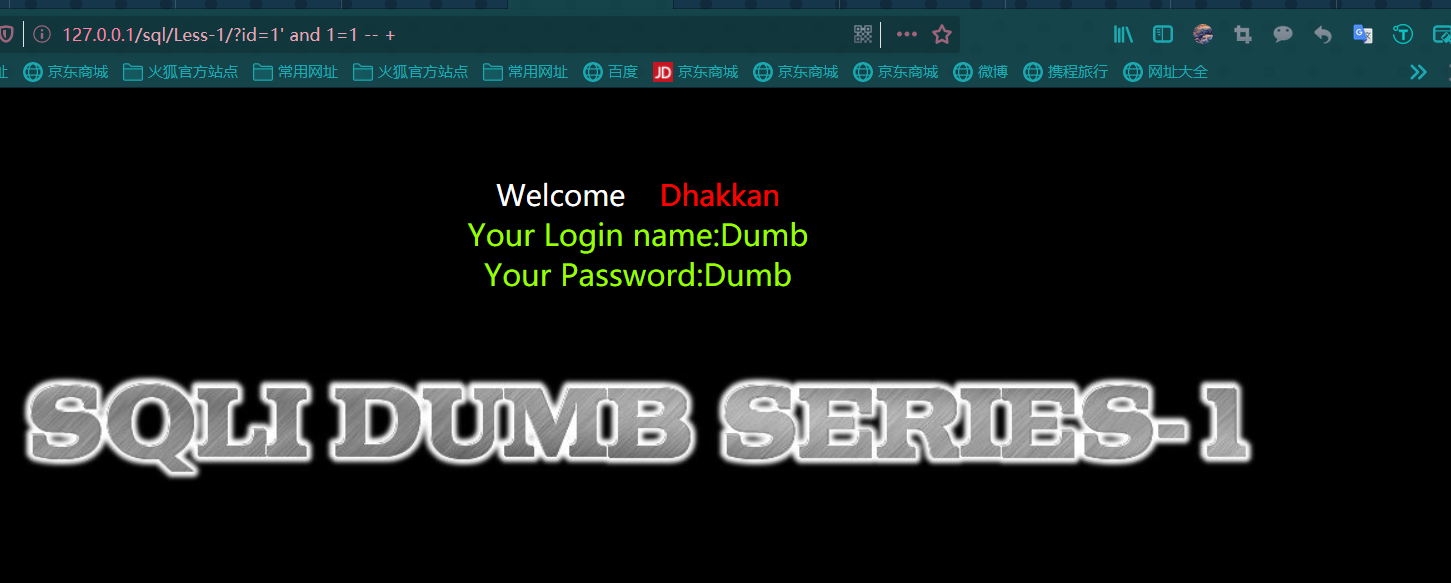 127.0.0.1/sql/Less-1/?id=1' and 1=1 -- +
址 京东商城 火狐官方站点 常用网址 火狐官方站点 常用网址 百度 JD 京东商城 京东商城 京东商城 微博 携程旅行 网址大全
Welcome Dhakkan
Your Login name:Dumb
Your Password:Dumb
SQLI DUMB SERIES-1